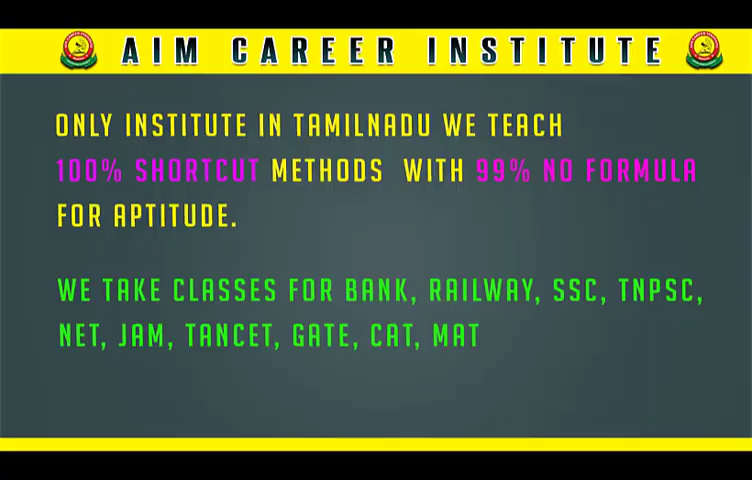 AIM CAREER INSTITUTE
ONLY INSTITUTE IN TAMILNADU WE TEACH
100% SHORTCUT METHODS WITH 99% NO FORMULA
FOR APTITUDE.
WE TAKE CLASSES FOR BANK, RAILWAY, SSC, TNPSC,
NET, JAM, TANCET, GATE, CAT, MAT